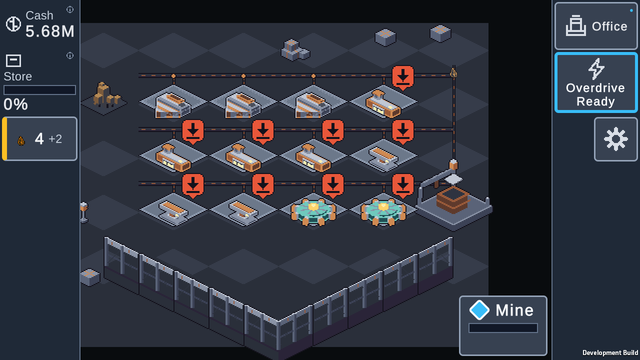 Cash
5.68M
Store
0%
4 +2
Office
Overdrive
Ready
Mine
Development Build